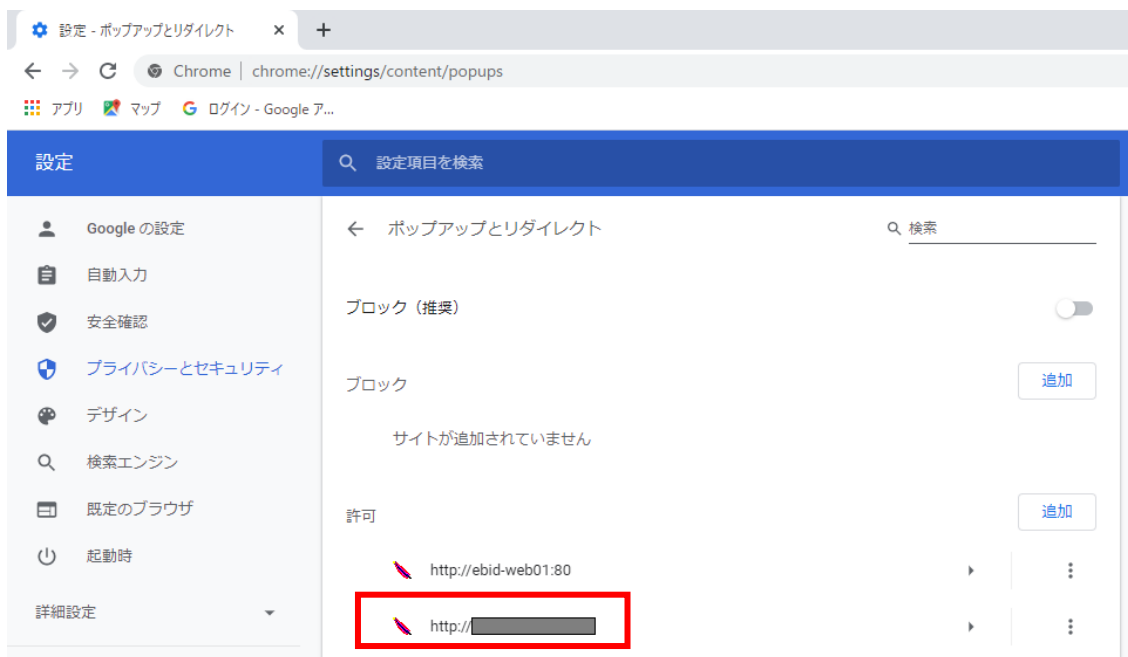 設定 - ポップアップとリダイレクト
Chrome | chrome://settings/content/popups
アプリ マップ ログイン - Google ア...
設定
設定項目を検索
Google の設定
自動入力
安全確認
プライバシーとセキュリティ
デザイン
検索エンジン
既定のブラウザ
起動時
詳細設定
ポップアップとリダイレクト
検索
ブロック（推奨）
ブロック
追加
サイトが追加されていません
許可
追加
http://ebid-web01:80
http://